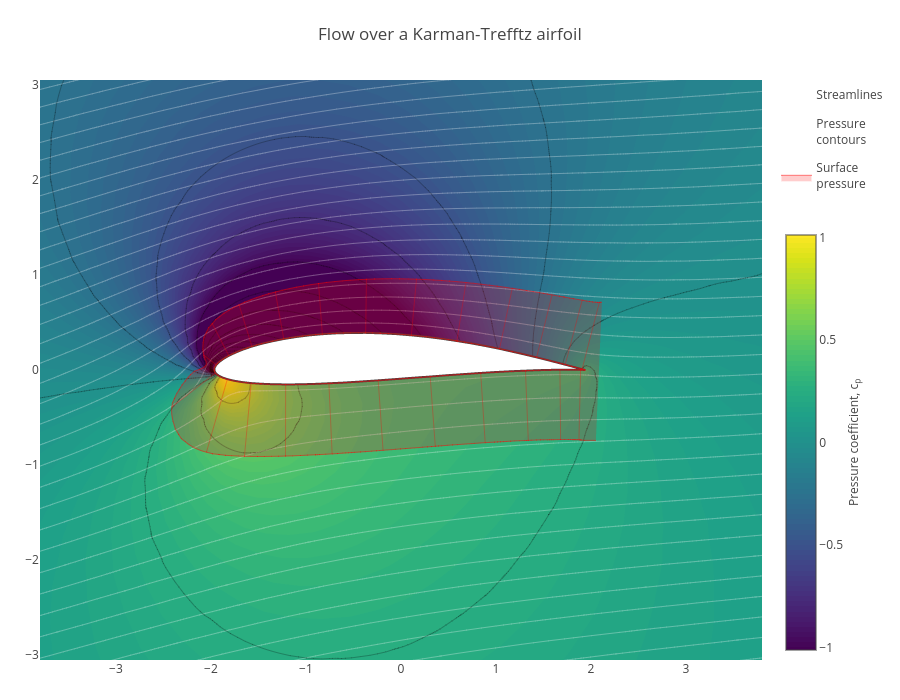 Flow over a Karman-Trefftz airfoil
3
2
1
0
−1
−2
−3
−3
−2
−1
0
1
2
3
Streamlines
Pressure
contours
Surface
pressure
1
0.5
0
−0.5
−1
Pressure coefficient, cp